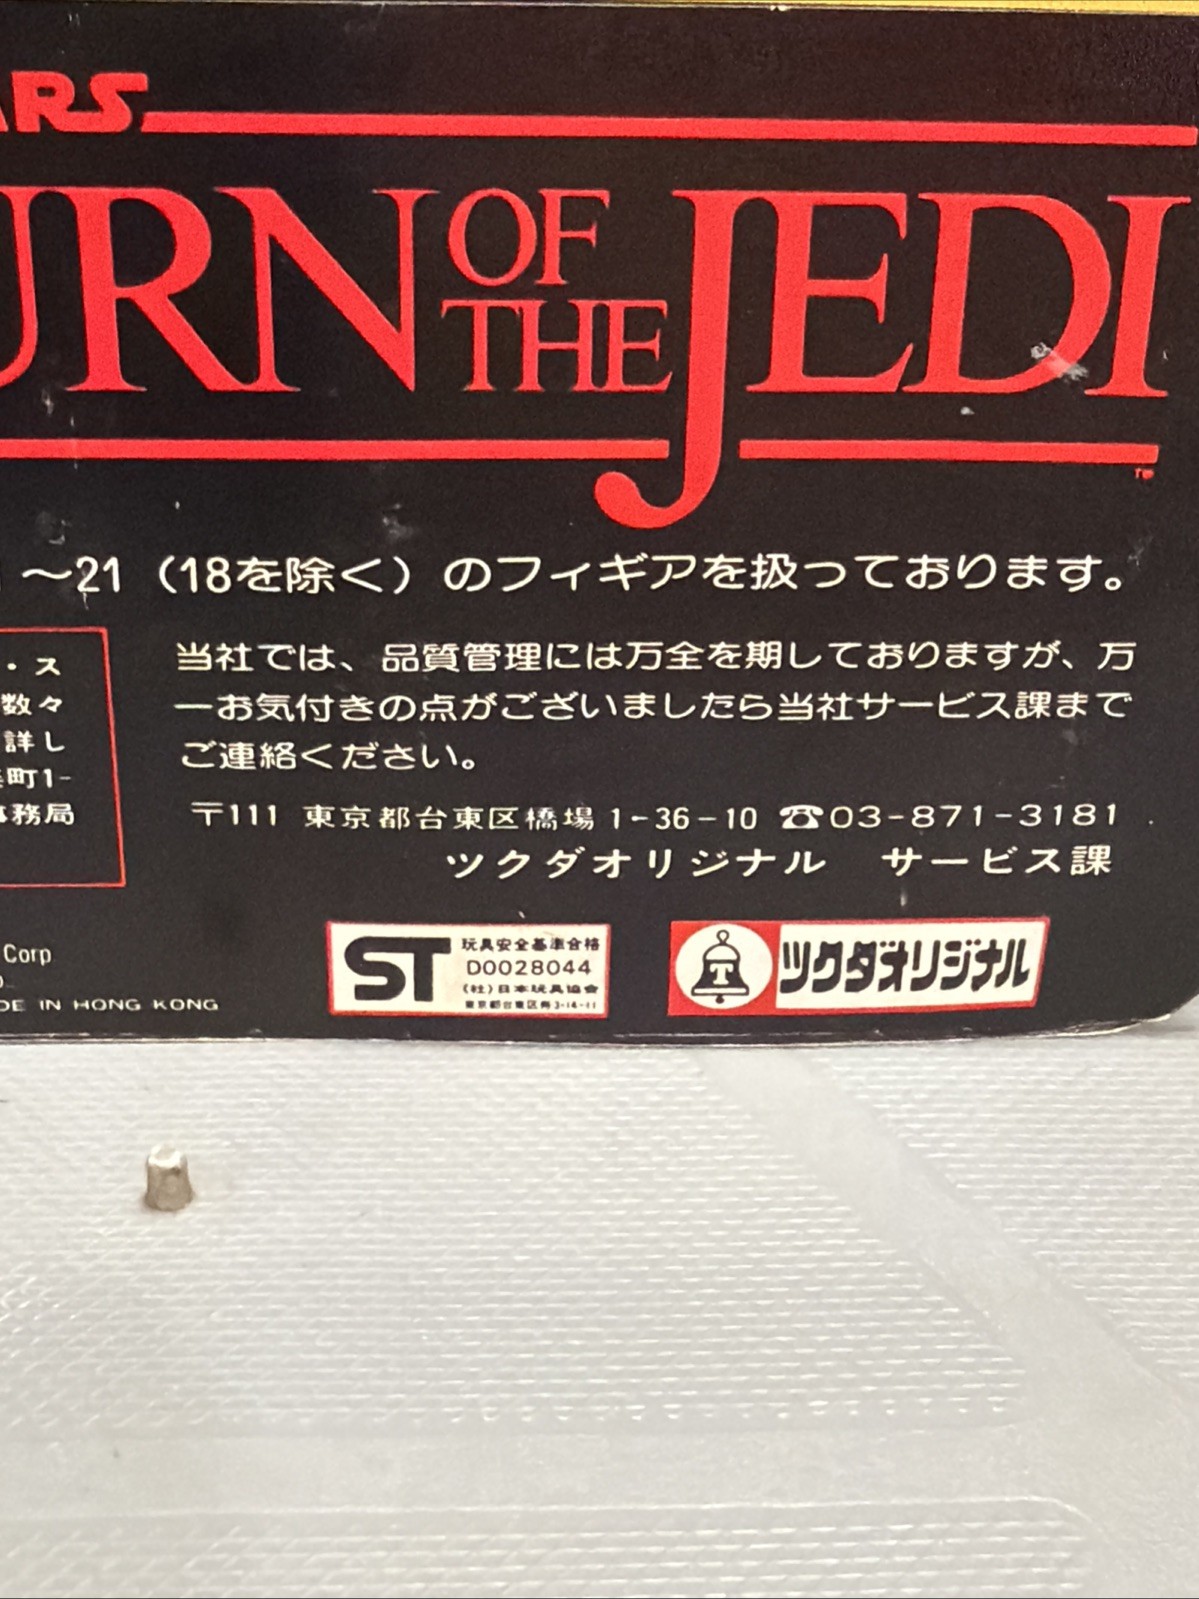 ARS
URN OF THE JEDI
TM
～21（18を除く）のフィギアを扱っております。
・ス
数々
詳し
町1-
務局
当社では、品質管理には万全を期しておりますが、万
一お気付きの点がございましたら当社サービス課まで
ご連絡ください。
〒111 東京都台東区橋場 1-36-10 ☎03-871-3181
ツクダオリジナル　サービス課
Corp
DE IN HONG KONG
ST
玩具安全基準合格
D0028044
(社)日本玩具協会
T
ツクダオリジナル